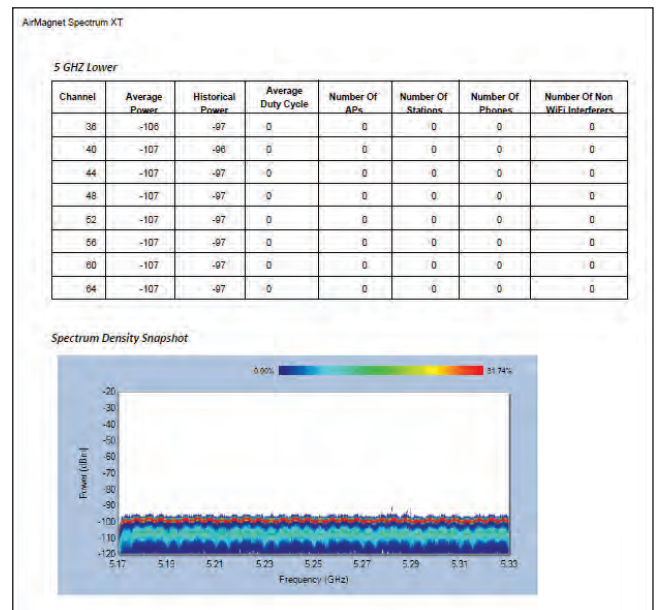 AirMagnet Spectrum XT
5 GHZ Lower
Channel Average Power Historical Power Average Duty Cycle Number Of APs Number Of Stations Number Of Phones Number Of Non WiFi Interferers
36 -106 -97 0 0 0 0 0
40 -107 -96 0 0 0 0 0
44 -107 -97 0 0 0 0 0
48 -107 -97 0 0 0 0 0
52 -107 -97 0 0 0 0 0
56 -107 -97 0 0 0 0 0
60 -107 -97 0 0 0 0 0
64 -107 -97 0 0 0 0 0
Spectrum Density Snapshot
0.00% 31.74%
Power (dBm)
-20
-30
-40
-50
-60
-70
-80
-90
-100
-110
-120
5.17 5.19 5.21 5.23 5.25 5.27 5.29 5.31 5.33
Frequency (GHz)